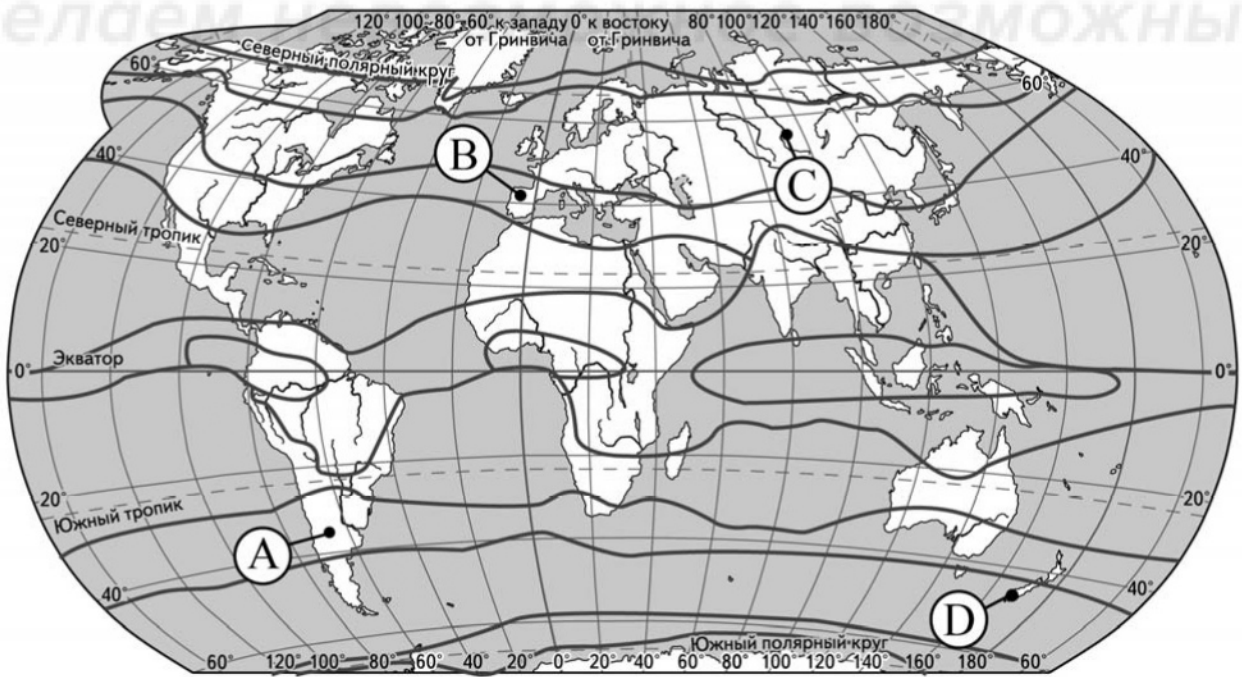 елаем невозможное возможны
120° 100° 80° 60° к западу 0° к востоку 80° 100° 120° 140° 160° 180°
от Гринвича от Гринвича
Северный полярный круг
60° 60°
B
40° 40°
C
Северный тропик
20° 20°
Экватор
0° 0°
20° 20°
Южный тропик
A
40° 40°
D
Южный полярный круг
60° 120° 100° 80° 60° 40° 20° 0° 20° 40° 60° 80° 100° 120° 140° 160° 180° 60°